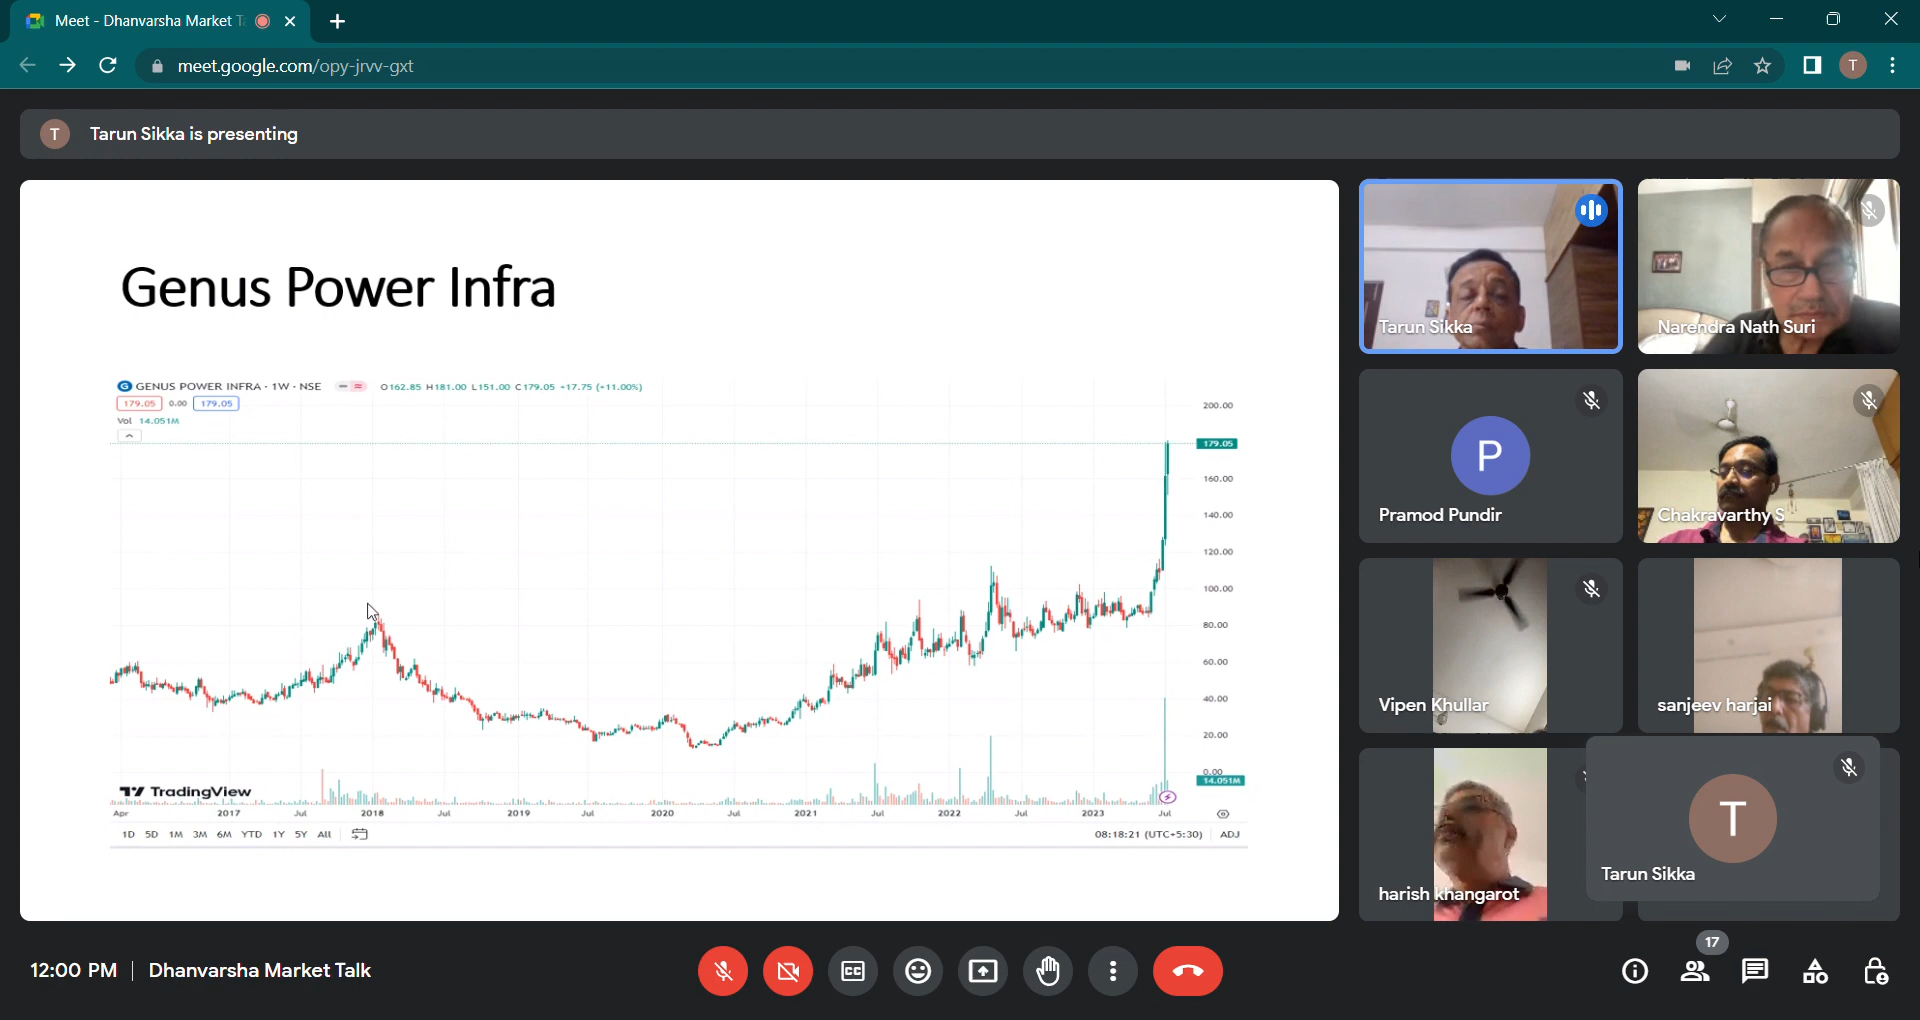 Meet - Dhanvarsha Market T
meet.google.com/opy-jrvv-gxt
T
T
Tarun Sikka is presenting
Genus Power Infra
G GENUS POWER INFRA · 1W · NSE O162.85 H181.00 L151.00 C179.05 +17.75 (+11.00%)
179.05 0.00 179.05
Vol 14.051M
200.00
179.05
160.00
140.00
120.00
100.00
80.00
60.00
40.00
20.00
0.00
14.051M
TradingView
Apr 2017 Jul 2018 Jul 2019 Jul 2020 Jul 2021 Jul 2022 Jul 2023 Jul
1D 5D 1M 3M 6M YTD 1Y 5Y All
08:18:21 (UTC+5:30) ADJ
Tarun Sikka
Narendra Nath Suri
P
Pramod Pundir
Chakravarthy S
Vipen Khullar
sanjeev harjai
harish khangarot
T
Tarun Sikka
12:00 PM | Dhanvarsha Market Talk
CC
17